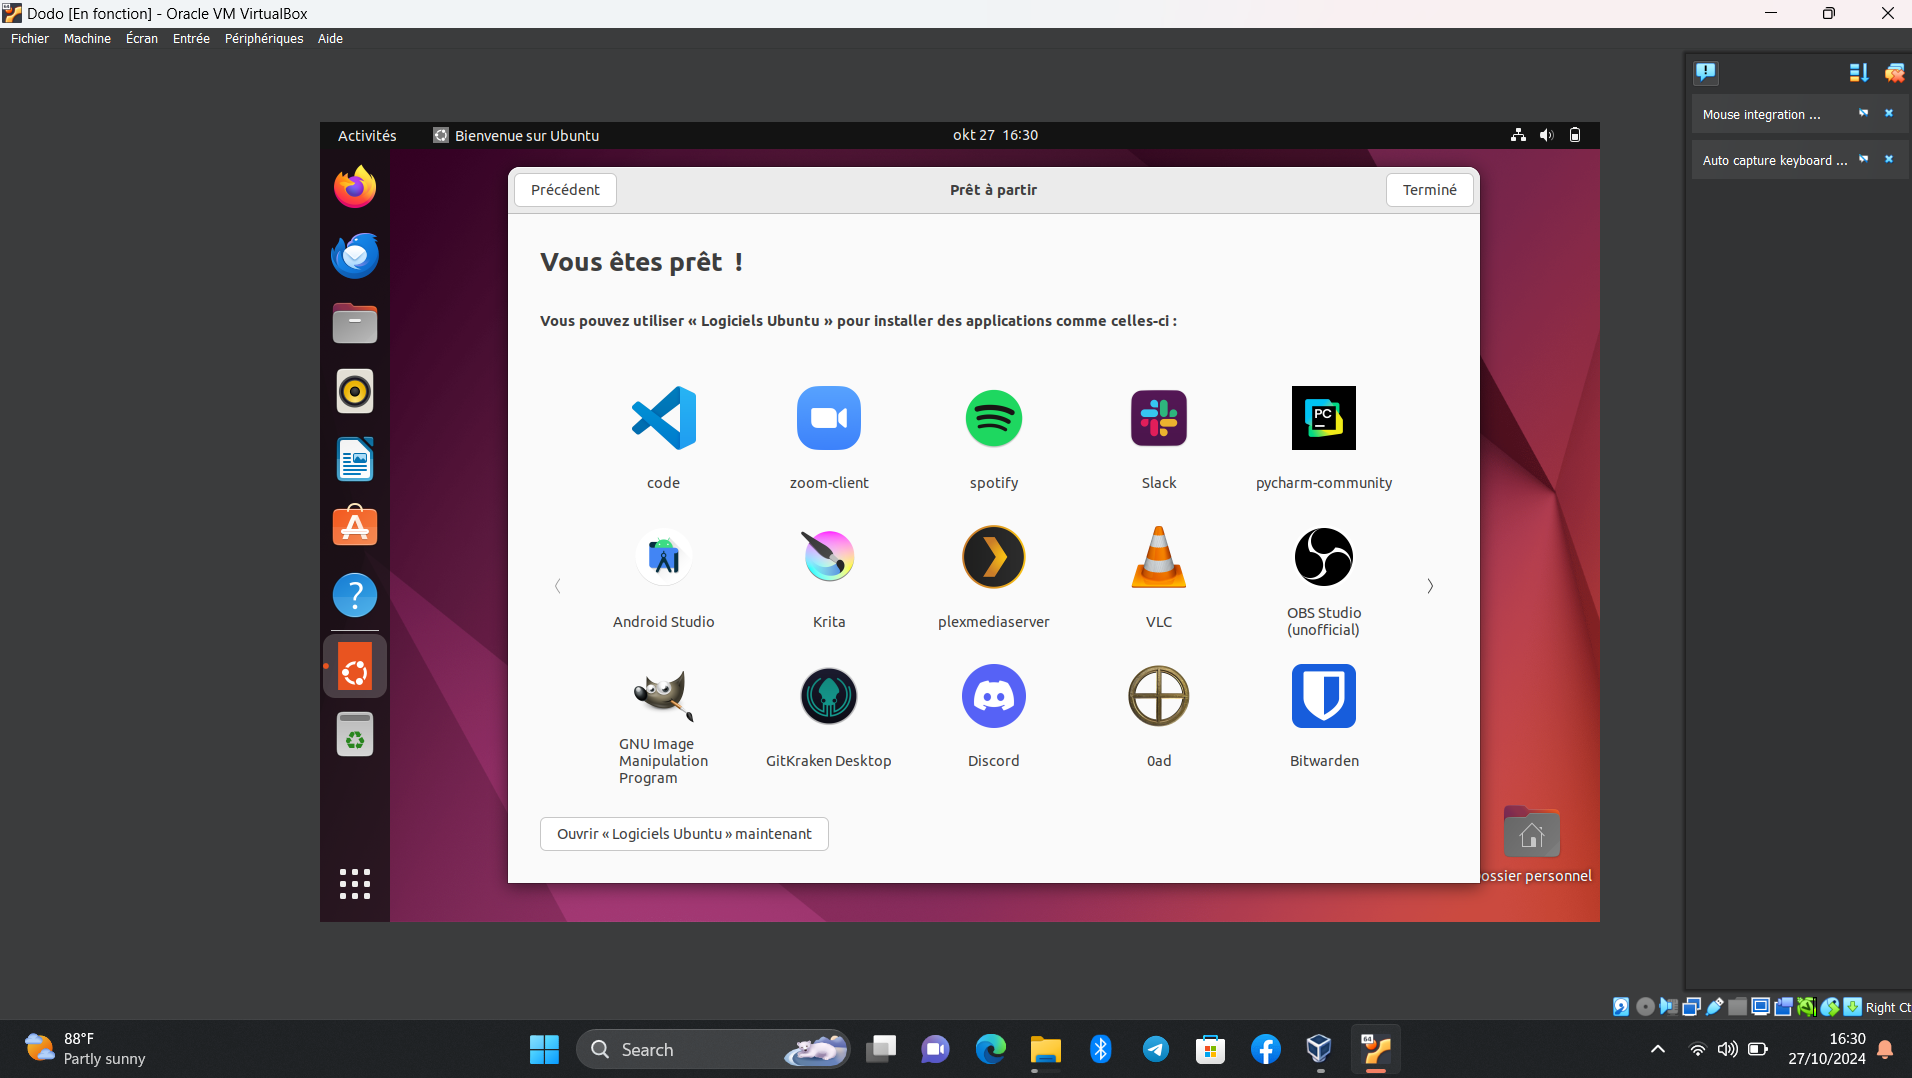 Dodo [En fonction] - Oracle VM VirtualBox
Fichier Machine Écran Entrée Périphériques Aide
Mouse integration ...
Auto capture keyboard ...
Activités Bienvenue sur Ubuntu okt 27 16:30
Précédent Prêt à partir Terminé
Vous êtes prêt !
Vous pouvez utiliser « Logiciels Ubuntu » pour installer des applications comme celles-ci :
PC
code zoom-client spotify Slack pycharm-community
Android Studio Krita plexmediaserver VLC OBS Studio
(unofficial)
GNU Image
Manipulation
Program
GitKraken Desktop Discord 0ad Bitwarden
Ouvrir « Logiciels Ubuntu » maintenant
ossier personnel
Right Ct
88°F
Partly sunny
Search
64
16:30
27/10/2024